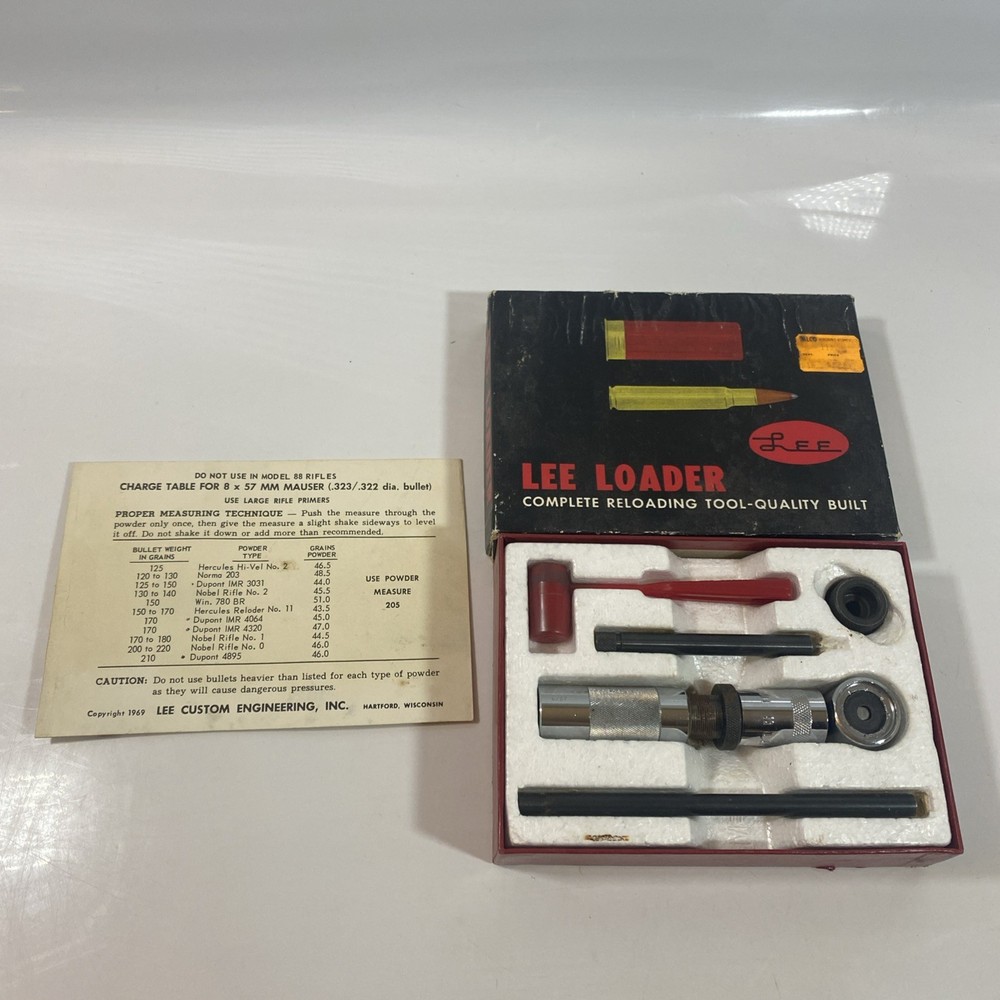 DO NOT USE IN MODEL 88 RIFLES
CHARGE TABLE FOR 8 x 57 MM MAUSER (.323/.322 dia. bullet)
USE LARGE RIFLE PRIMERS
PROPER MEASURING TECHNIQUE — Push the measure through the
powder only once, then give the measure a slight shake sideways to level
it off. Do not shake it down or add more than recommended.
BULLET WEIGHT IN GRAINS POWDER TYPE GRAINS POWDER
125 Hercules Hi-Vel No. 2 46.5
120 to 130 Norma 203 48.5
125 to 150 * Dupont IMR 3031 44.0
130 to 140 Nobel Rifle No. 2 45.5
150 Win. 780 BR 51.0
150 to 170 Hercules Reloder No. 11 43.5
170 * Dupont IMR 4064 45.0
170 * Dupont IMR 4320 47.0
170 to 180 Nobel Rifle No. 1 44.5
200 to 220 Nobel Rifle No. 0 46.0
210 * Dupont 4895 46.0
USE POWDER
MEASURE
205
CAUTION: Do not use bullets heavier than listed for each type of powder
as they will cause dangerous pressures.
Copyright 1969 LEE CUSTOM ENGINEERING, INC. HARTFORD, WISCONSIN
LEE
LEE LOADER
COMPLETE RELOADING TOOL-QUALITY BUILT